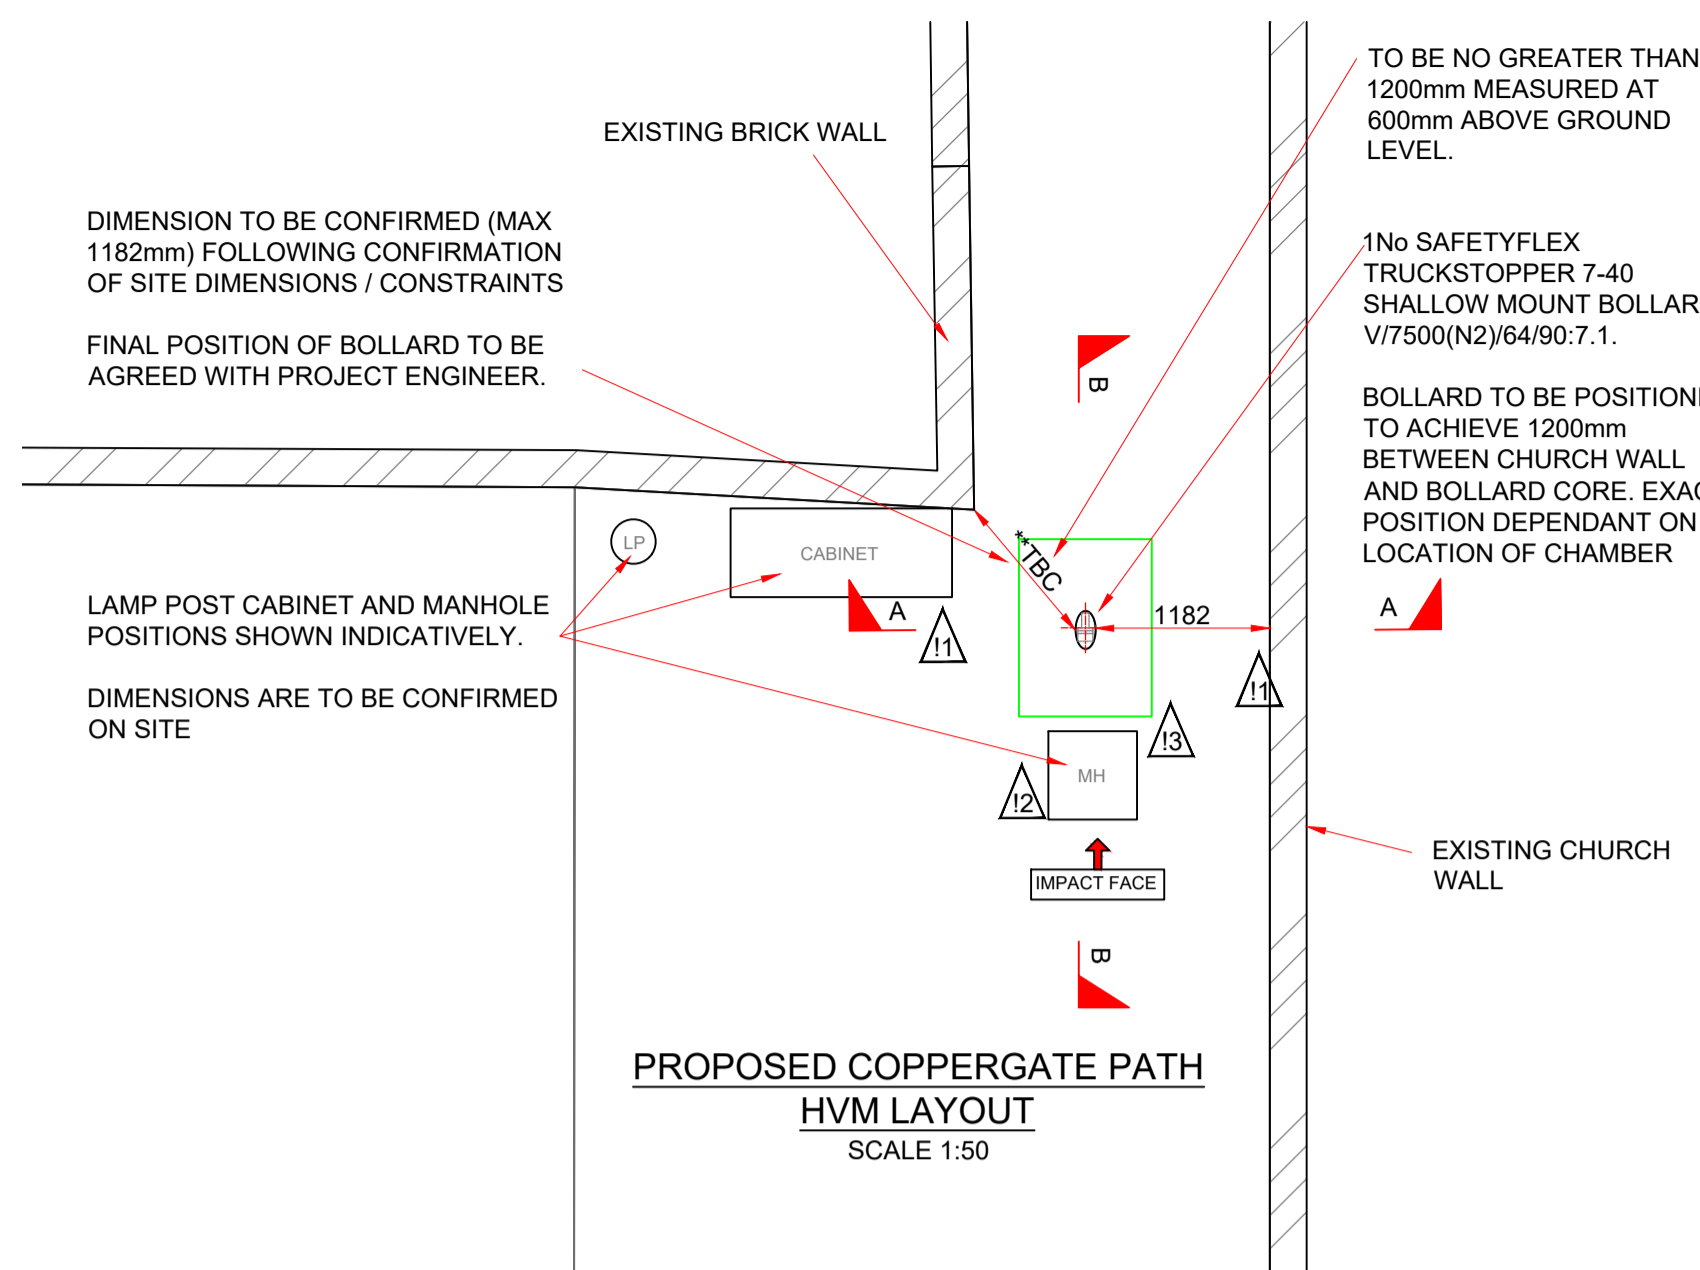 TO BE NO GREATER THAN
1200mm MEASURED AT
600mm ABOVE GROUND
LEVEL.
EXISTING BRICK WALL
DIMENSION TO BE CONFIRMED (MAX
1182mm) FOLLOWING CONFIRMATION
OF SITE DIMENSIONS / CONSTRAINTS
FINAL POSITION OF BOLLARD TO BE
AGREED WITH PROJECT ENGINEER.
1No SAFETYFLEX
TRUCKSTOPPER 7-40
SHALLOW MOUNT BOLLAR
V/7500(N2)/64/90:7.1.
BOLLARD TO BE POSITION
TO ACHIEVE 1200mm
BETWEEN CHURCH WALL
AND BOLLARD CORE. EXAC
POSITION DEPENDANT ON
LOCATION OF CHAMBER
B
LP
CABINET
**TBC
A
!1
1182
A
!1
LAMP POST CABINET AND MANHOLE
POSITIONS SHOWN INDICATIVELY.
DIMENSIONS ARE TO BE CONFIRMED
ON SITE
!3
MH
!2
IMPACT FACE
EXISTING CHURCH
WALL
B
PROPOSED COPPERGATE PATH
HVM LAYOUT
SCALE 1:50